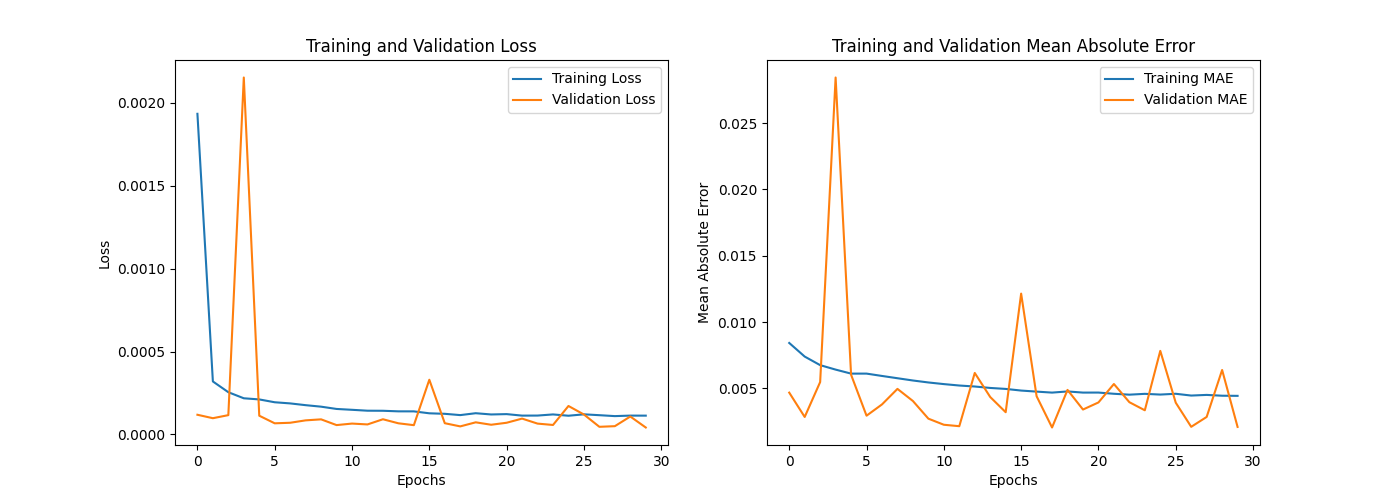 Training and Validation Loss
Training Loss
Validation Loss
0.0020
0.0015
0.0010
0.0005
0.0000
Loss
0 5 10 15 20 25 30
Epochs
Training and Validation Mean Absolute Error
Training MAE
Validation MAE
0.025
0.020
0.015
0.010
0.005
Mean Absolute Error
0 5 10 15 20 25 30
Epochs